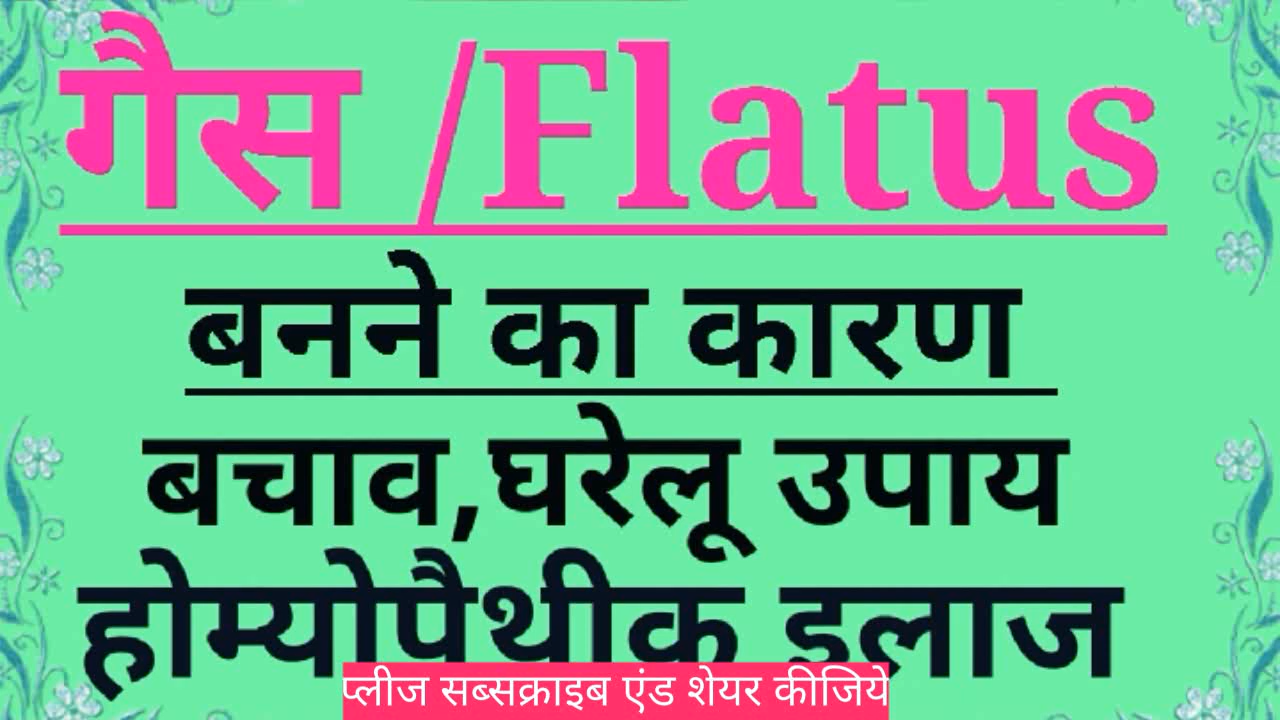 गैस /Flatus
बनने का कारण
बचाव,घरेलू उपाय
होम्योपैथीक इलाज
प्लीज सब्सक्राइब एंड शेयर कीजिये